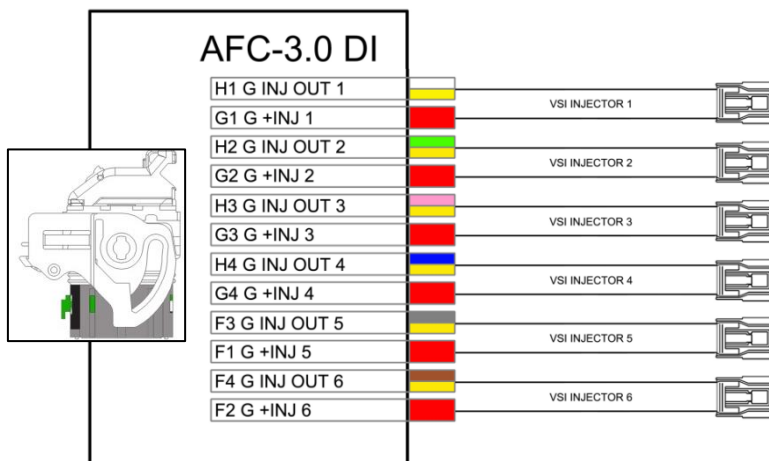 AFC-3.0 DI
H1 G INJ OUT 1
G1 G +INJ 1
VSI INJECTOR 1
H2 G INJ OUT 2
G2 G +INJ 2
VSI INJECTOR 2
H3 G INJ OUT 3
G3 G +INJ 3
VSI INJECTOR 3
H4 G INJ OUT 4
G4 G +INJ 4
VSI INJECTOR 4
F3 G INJ OUT 5
F1 G +INJ 5
VSI INJECTOR 5
F4 G INJ OUT 6
F2 G +INJ 6
VSI INJECTOR 6